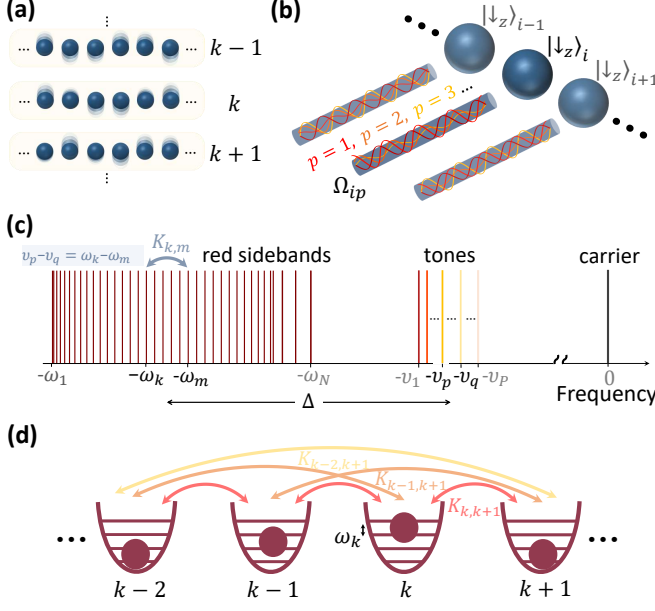 (a)
k − 1
k
k + 1
(b)
|↓z⟩i−1
|↓z⟩i
|↓z⟩i+1
p = 1, p = 2, p = 3 ...
Ωip
(c)
υp−υq = ωk−ωm
Kk,m
red sidebands
tones
carrier
-ω1
−ωk
-ωm
-ωN
-υ1
-υp
-υq
-υP
0
Frequency
Δ
(d)
Kk−2,k+1
Kk−1,k+1
Kk,k+1
ωk
k − 2
k − 1
k
k + 1